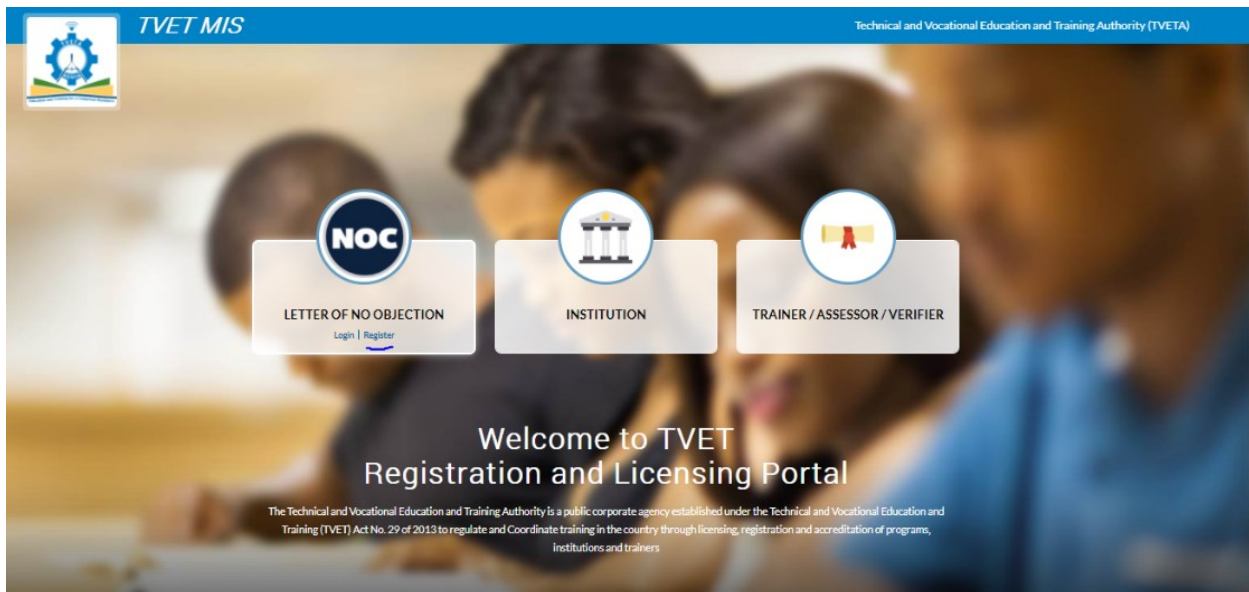 TVET MIS
Technical and Vocational Education and Training Authority (TVETA)
TVETA
NOC
LETTER OF NO OBJECTION
Login | Register
INSTITUTION
TRAINER / ASSESSOR / VERIFIER
Welcome to TVET
Registration and Licensing Portal
The Technical and Vocational Education and Training Authority is a public corporate agency established under the Technical and Vocational Education and
Training (TVET) Act No. 29 of 2013 to regulate and Coordinate training in the country through licensing, registration and accreditation of programs,
institutions and trainers